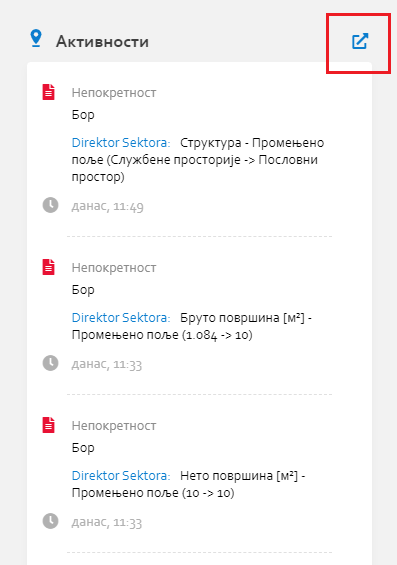 Активности
Непокретност
Бор
Direktor Sektora: Структура - Промењено
поље (Службене просторије -> Пословни
простор)
данас, 11:49
Непокретност
Бор
Direktor Sektora: Бруто површина [м²] -
Промењено поље (1.084 -> 10)
данас, 11:33
Непокретност
Бор
Direktor Sektora: Нето површина [м²] -
Промењено поље (10 -> 10)
данас, 11:33